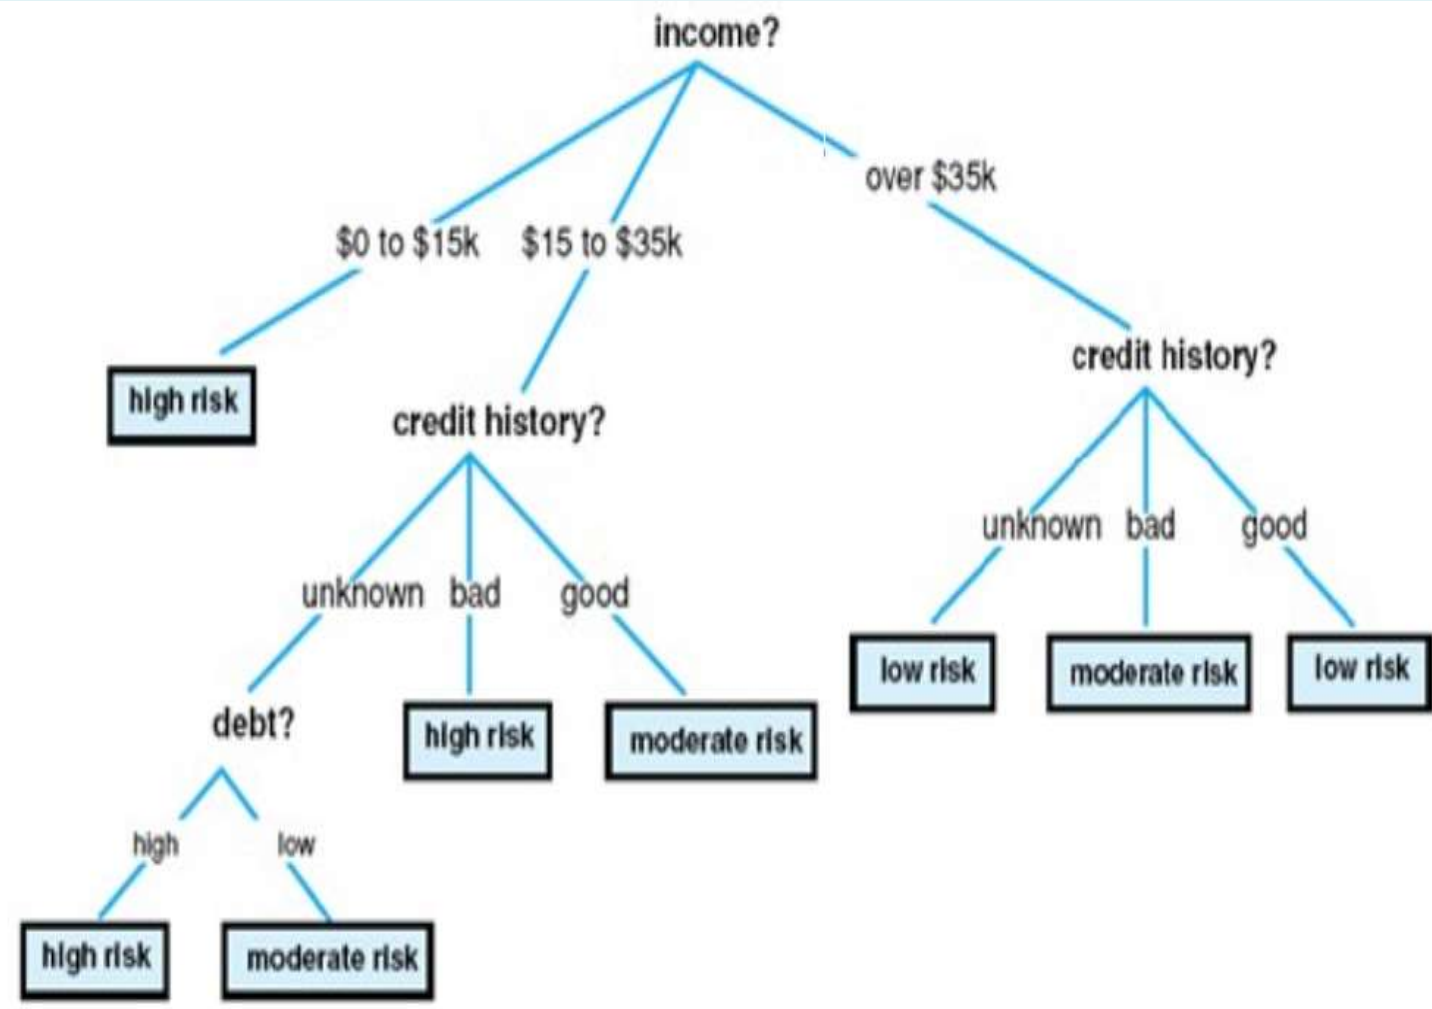 income?
over $35k
$0 to $15k $15 to $35k
credit history?
high risk
credit history?
unknown bad good
unknown bad good
low risk moderate risk low risk
debt?
high risk moderate risk
high low
high risk moderate risk